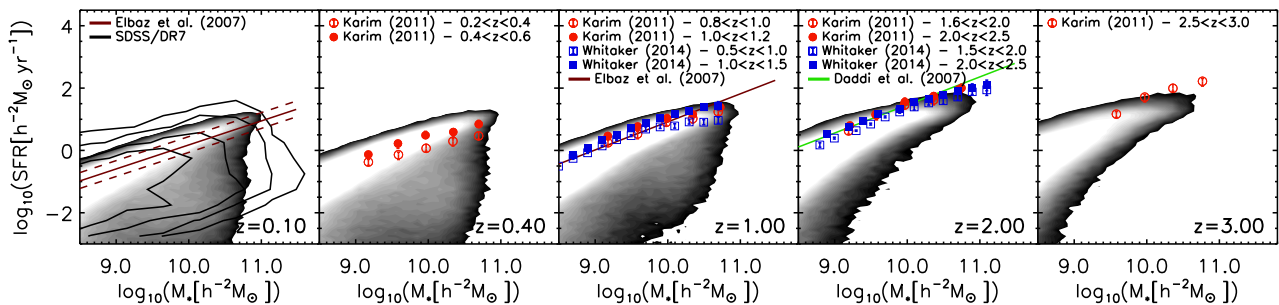 Elbaz et al. (2007)
SDSS/DR7
Karim (2011) - 0.2<z<0.4
Karim (2011) - 0.4<z<0.6
Karim (2011) - 0.8<z<1.0
Karim (2011) - 1.0<z<1.2
Whitaker (2014) - 0.5<z<1.0
Whitaker (2014) - 1.0<z<1.5
Elbaz et al. (2007)
Karim (2011) - 1.6<z<2.0
Karim (2011) - 2.0<z<2.5
Whitaker (2014) - 1.5<z<2.0
Whitaker (2014) - 2.0<z<2.5
Daddi et al. (2007)
Karim (2011) - 2.5<z<3.0
log₁₀(SFR[h⁻²M⊙yr⁻¹])
4
2
0
−2
z=0.10
z=0.40
z=1.00
z=2.00
z=3.00
9.0 10.0 11.0
9.0 10.0 11.0
9.0 10.0 11.0
9.0 10.0 11.0
9.0 10.0 11.0
log₁₀(M*[h⁻²M⊙])
log₁₀(M*[h⁻²M⊙])
log₁₀(M*[h⁻²M⊙])
log₁₀(M*[h⁻²M⊙])
log₁₀(M*[h⁻²M⊙])